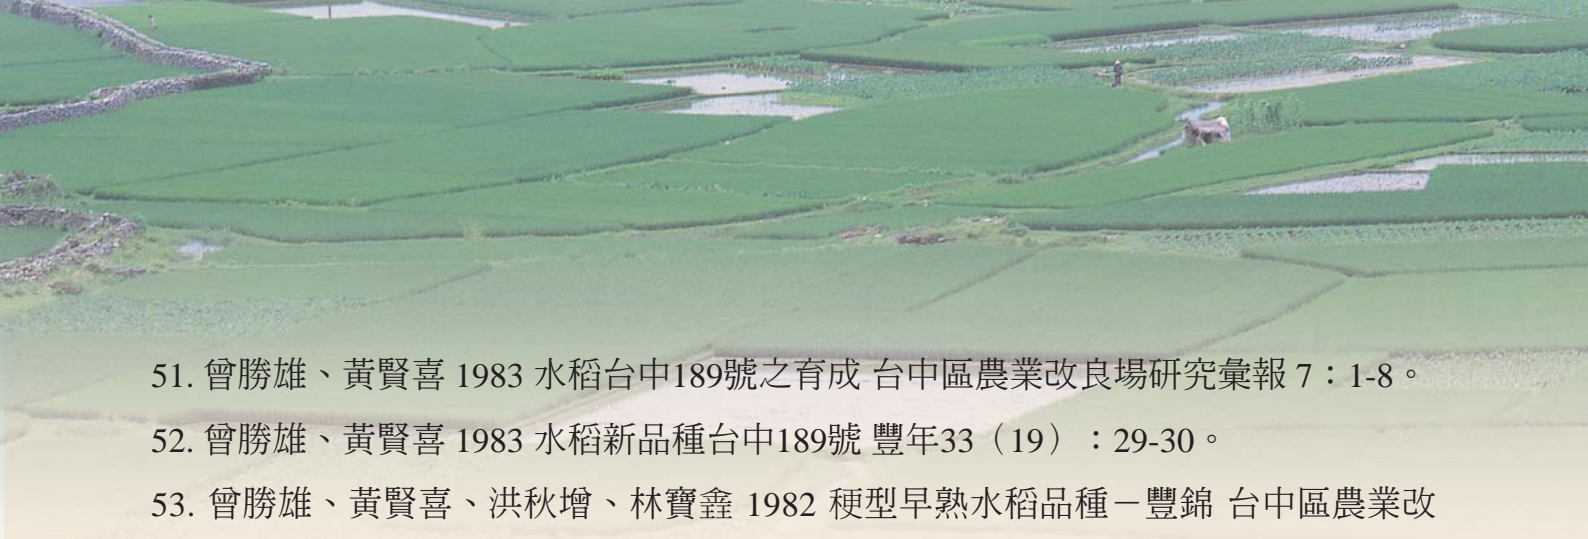 51. 曾勝雄、黃賢喜 1983 水稻台中189號之育成 台中區農業改良場研究彙報 7：1-8。
52. 曾勝雄、黃賢喜 1983 水稻新品種台中189號 豐年33（19）：29-30。
53. 曾勝雄、黃賢喜、洪秋增、林寶鑫 1982 稉型早熟水稻品種－豐錦 台中區農業改